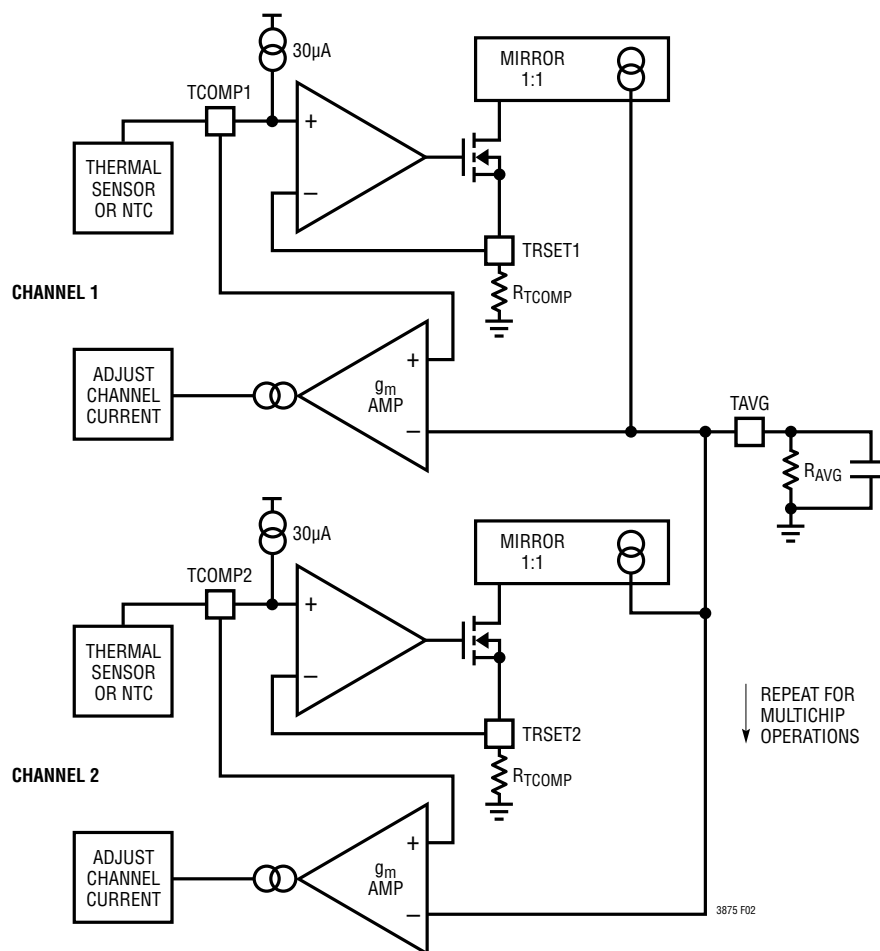 30µA
MIRROR
1:1
TCOMP1
+
−
THERMAL
SENSOR
OR NTC
TRSET1
RTCOMP
CHANNEL 1
ADJUST
CHANNEL
CURRENT
+
gm
AMP
−
TAVG
RAVG
30µA
MIRROR
1:1
TCOMP2
+
−
THERMAL
SENSOR
OR NTC
TRSET2
RTCOMP
REPEAT FOR
MULTICHIP
OPERATIONS
CHANNEL 2
ADJUST
CHANNEL
CURRENT
+
gm
AMP
−
3875 F02